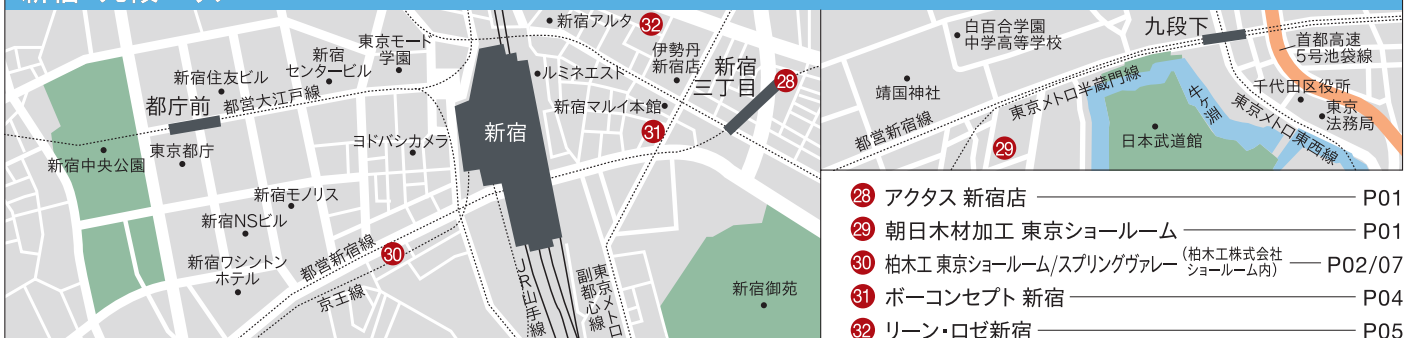 新宿アルタ
32
東京モード
学園
新宿
センタービル
新宿住友ビル
伊勢丹
新宿店
新宿
三丁目
28
ルミネエスト
都庁前
都営大江戸線
新宿マルイ本館
31
新宿
ヨドバシカメラ
新宿中央公園
東京都庁
新宿モノリス
新宿NSビル
都営新宿線
30
新宿ワシントン
ホテル
京王線
JR山手線
東京メトロ
副都心線
新宿御苑
白百合学園
中学高等学校
九段下
首都高速
5号池袋線
靖国神社
東京メトロ半蔵門線
牛ヶ淵
千代田区役所
東京
法務局
都営新宿線
29
日本武道館
東京メトロ東西線
28 アクタス 新宿店 P01
29 朝日木材加工 東京ショールーム P01
30 柏木工 東京ショールーム/スプリングヴァレー (柏木工株式会社 ショールーム内) P02/07
31 ボーコンセプト 新宿 P04
32 リーン・ロゼ新宿 P05